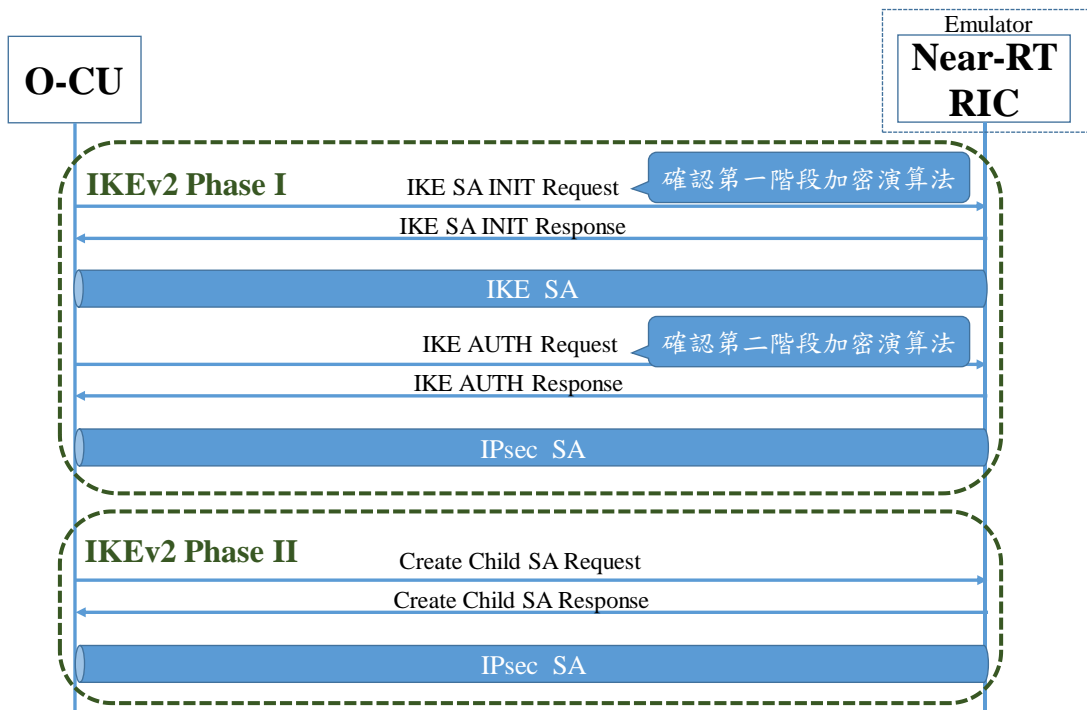 Emulator
O-CU
Near-RT
RIC
IKEv2 Phase I
IKE SA INIT Request
確認第一階段加密演算法
IKE SA INIT Response
IKE SA
IKE AUTH Request
確認第二階段加密演算法
IKE AUTH Response
IPsec SA
IKEv2 Phase II
Create Child SA Request
Create Child SA Response
IPsec SA